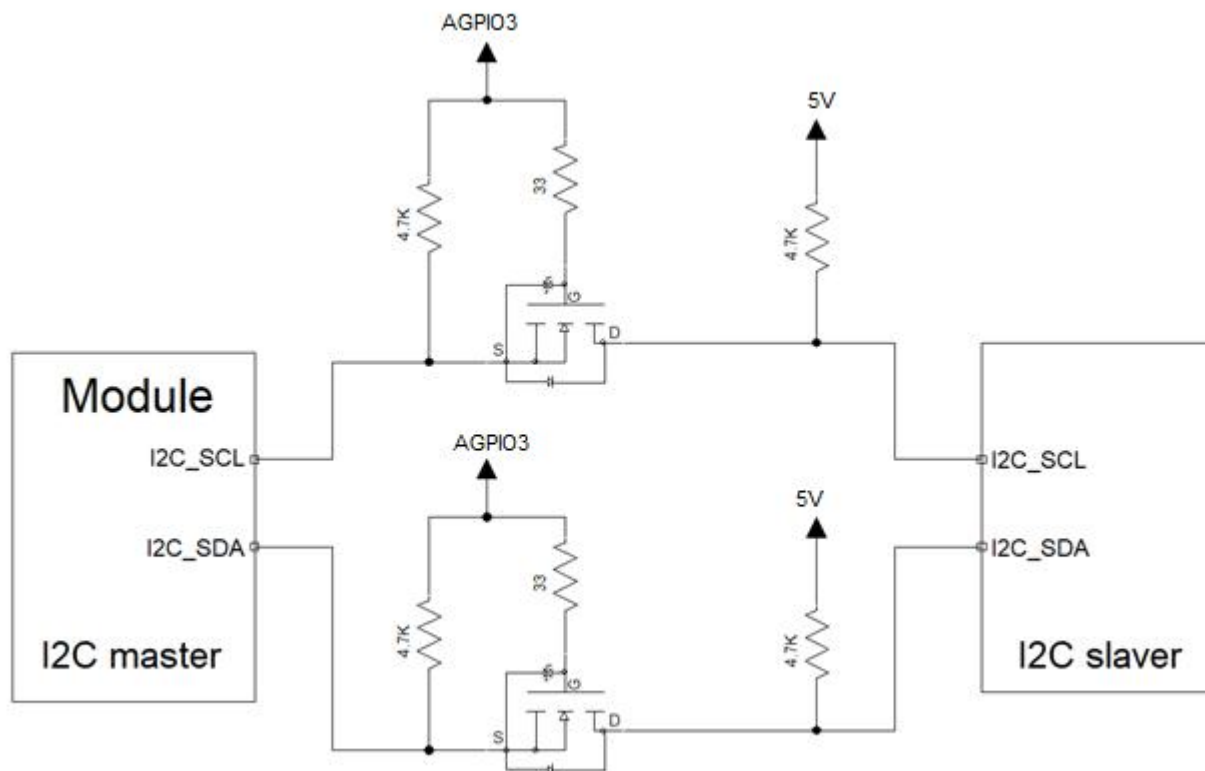 AGPIO3
5V
33
4.7K
4.7K
G
S
D
Module
I2C_SCL
I2C_SCL
AGPIO3
5V
I2C_SDA
I2C_SDA
33
4.7K
4.7K
I2C master
I2C slaver
G
S
D